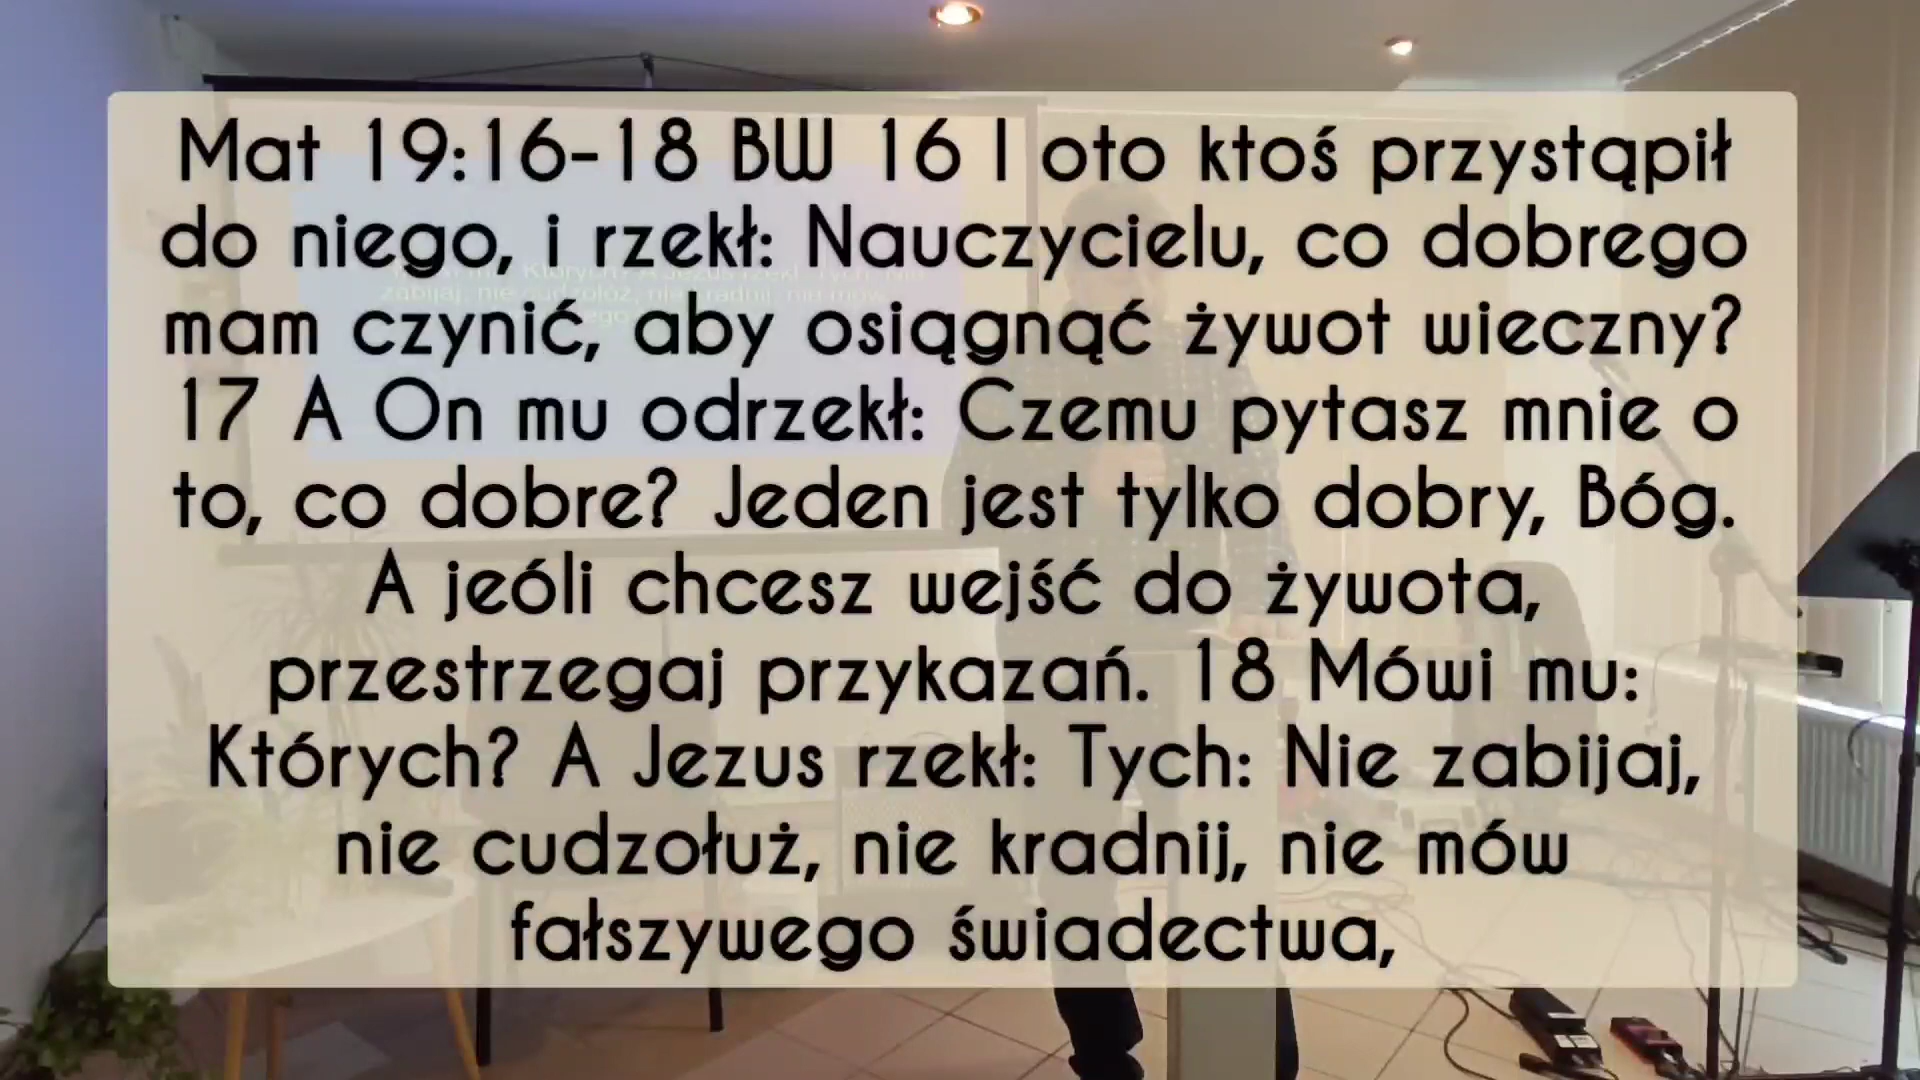 Mat 19:16-18 BW 16 I oto ktoś przystąpił
do niego, i rzekł: Nauczycielu, co dobrego
mam czynić, aby osiągnąć żywot wieczny?
17 A On mu odrzekł: Czemu pytasz mnie o
to, co dobre? Jeden jest tylko dobry, Bóg.
A jeóli chcesz wejść do żywota,
przestrzegaj przykazań. 18 Mówi mu:
Których? A Jezus rzekł: Tych: Nie zabijaj,
nie cudzołuż, nie kradnij, nie mów
fałszywego świadectwa,